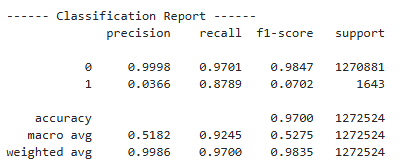 ------ Classification Report ------
precision recall f1-score support
0 0.9998 0.9701 0.9847 1270881
1 0.0366 0.8789 0.0702 1643
accuracy 0.9700 1272524
macro avg 0.5182 0.9245 0.5275 1272524
weighted avg 0.9986 0.9700 0.9835 1272524